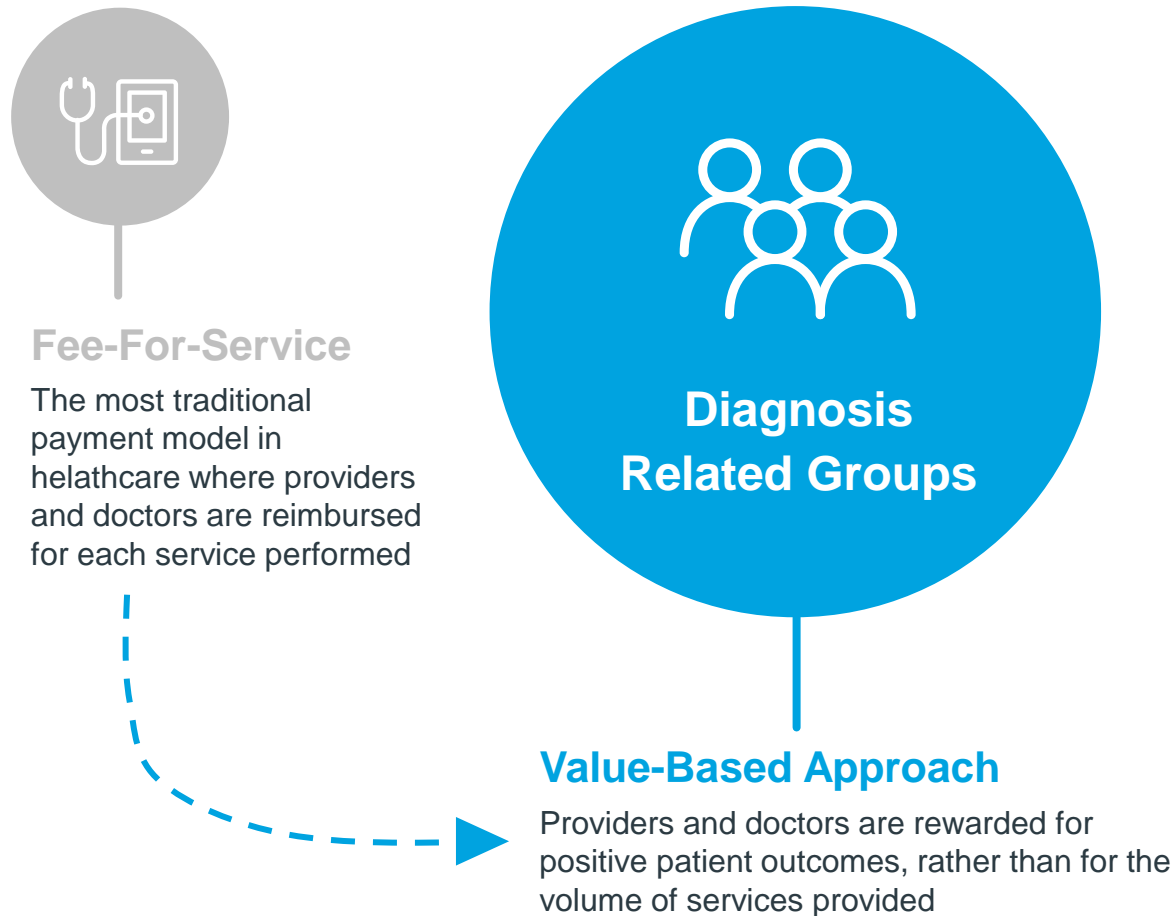 Fee-For-Service
The most traditional
payment model in
helathcare where providers
and doctors are reimbursed
for each service performed
Diagnosis
Related Groups
Value-Based Approach
Providers and doctors are rewarded for
positive patient outcomes, rather than for the
volume of services provided